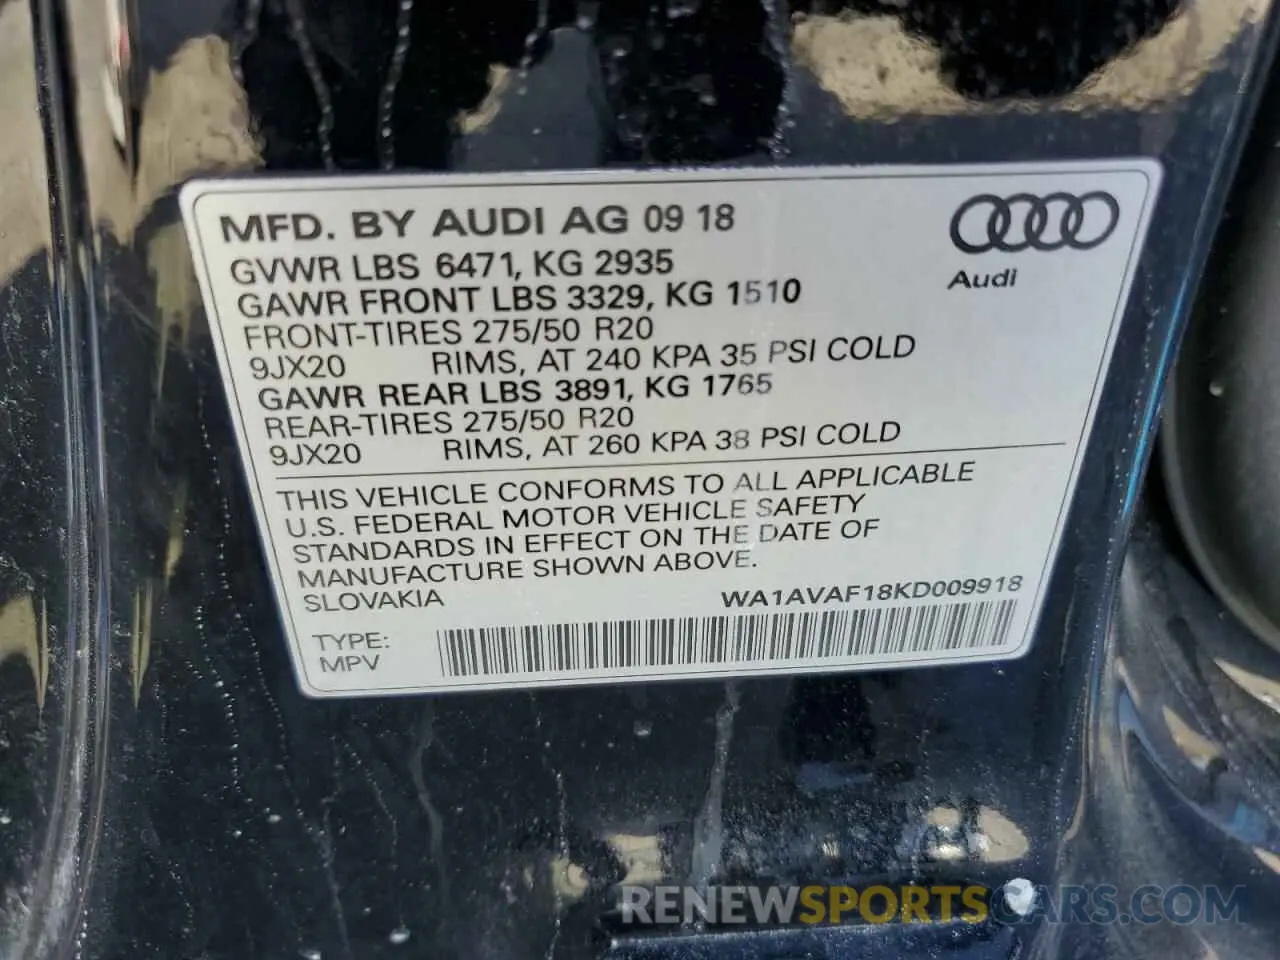 MFD. BY AUDI AG 09 18
Audi
GVWR LBS 6471, KG 2935
GAWR FRONT LBS 3329, KG 1510
FRONT-TIRES 275/50 R20
9JX20 RIMS, AT 240 KPA 35 PSI COLD
GAWR REAR LBS 3891, KG 1765
REAR-TIRES 275/50 R20
9JX20 RIMS, AT 260 KPA 38 PSI COLD
THIS VEHICLE CONFORMS TO ALL APPLICABLE
U.S. FEDERAL MOTOR VEHICLE SAFETY
STANDARDS IN EFFECT ON THE DATE OF
MANUFACTURE SHOWN ABOVE.
SLOVAKIA WA1AVAF18KD009918
TYPE:
MPV
RENEWSPORTSCARS.COM